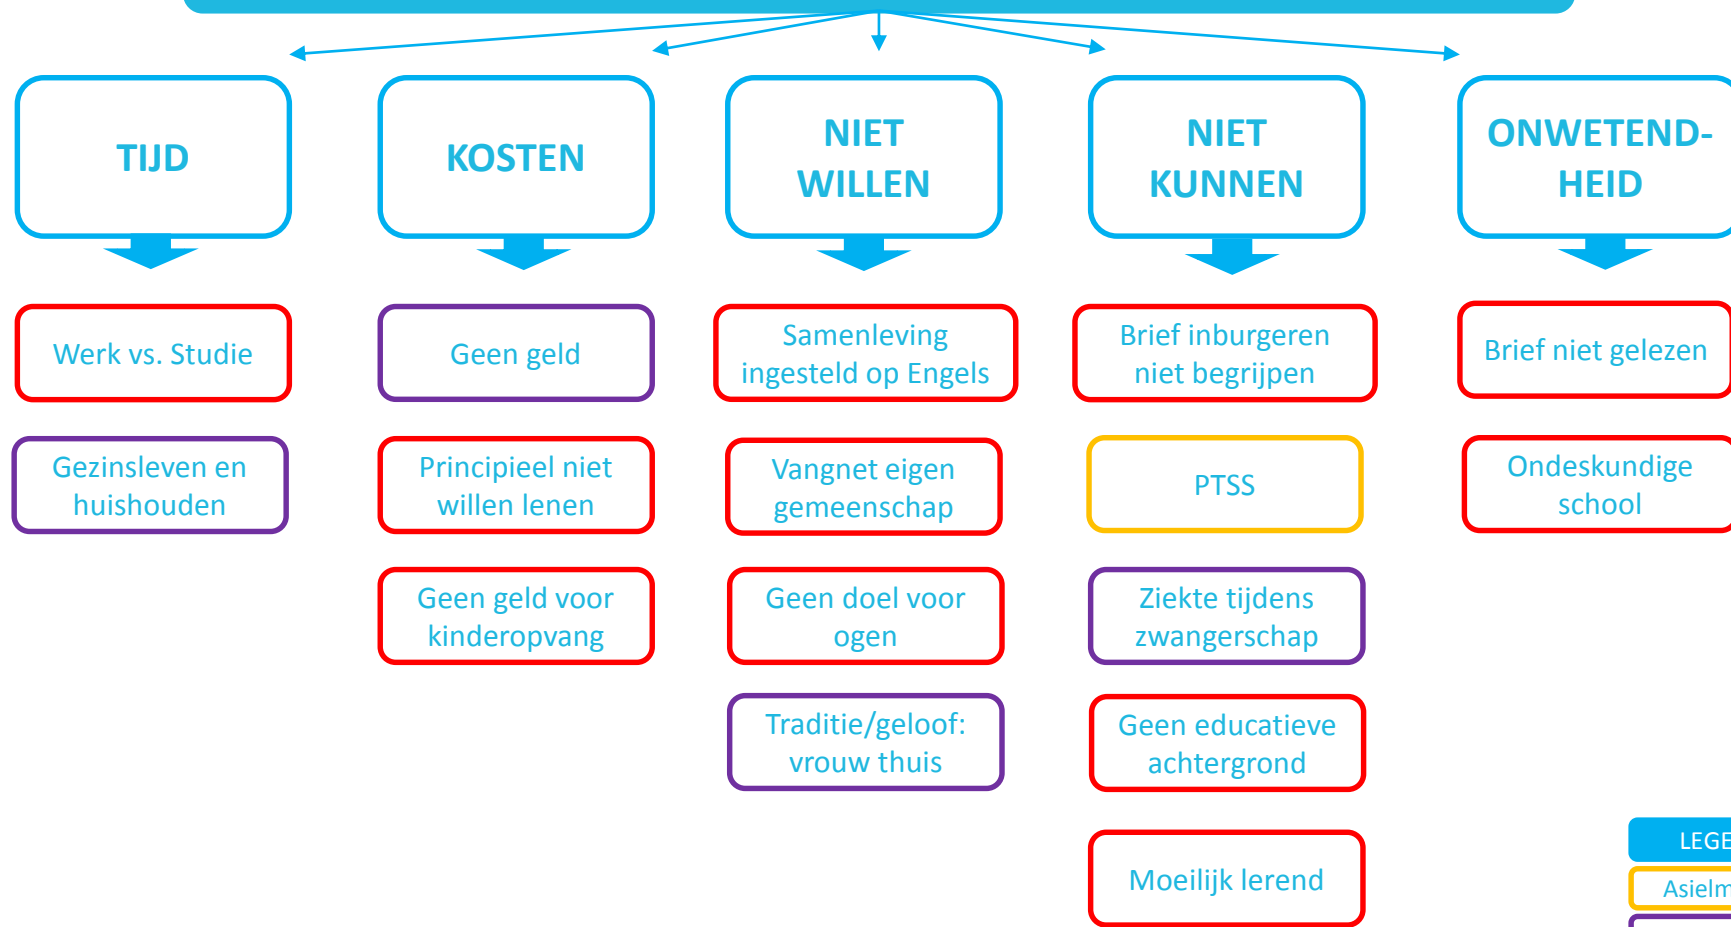 TIJD
KOSTEN
NIET
WILLEN
NIET
KUNNEN
ONWETEND-
HEID
Werk vs. Studie
Gezinsleven en
huishouden
Geen geld
Principieel niet
willen lenen
Geen geld voor
kinderopvang
Samenleving
ingesteld op Engels
Vangnet eigen
gemeenschap
Geen doel voor
ogen
Traditie/geloof:
vrouw thuis
Brief inburgeren
niet begrijpen
PTSS
Ziekte tijdens
zwangerschap
Geen educatieve
achtergrond
Moeilijk lerend
Brief niet gelezen
Ondeskundige
school
LEGE
Asielm